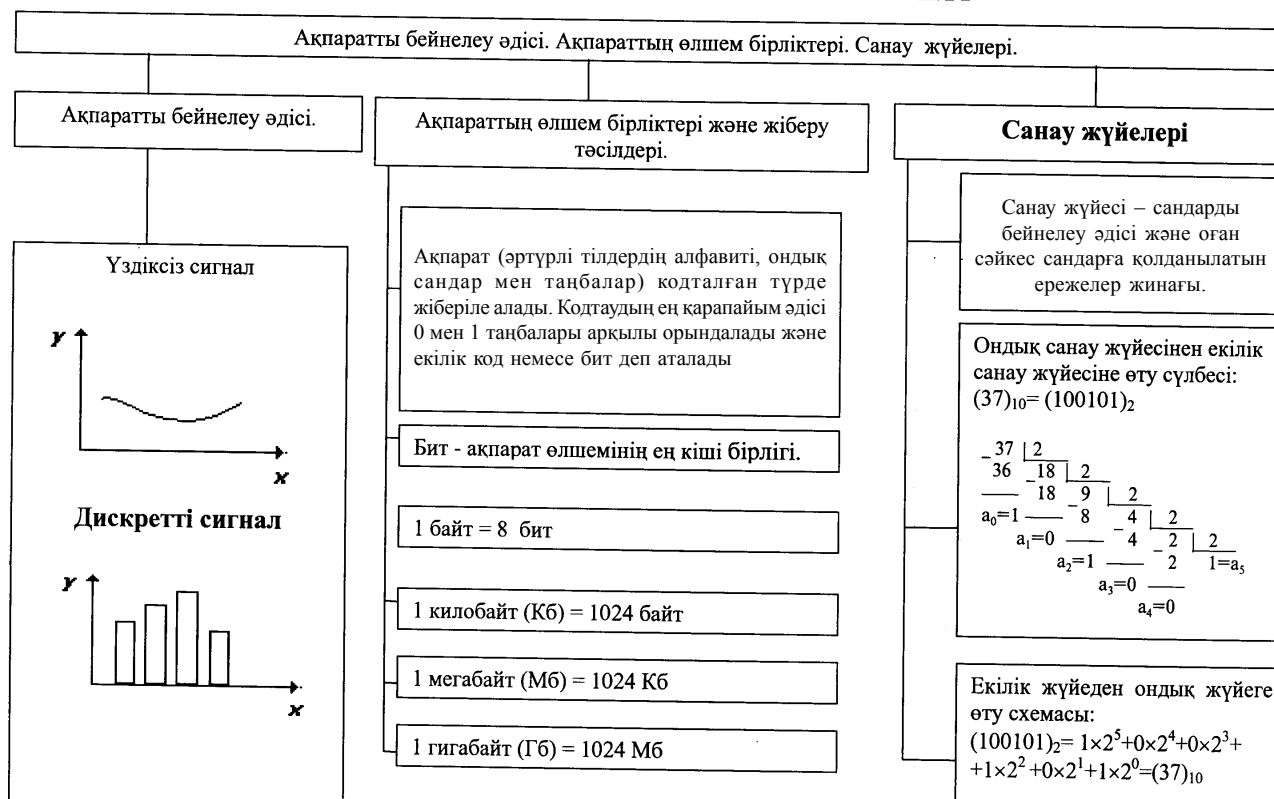 Ақпаратты бейнелеу әдісі. Ақпараттың өлшем бірліктері. Санау жүйелері.
Ақпаратты бейнелеу әдісі.
Үздіксіз сигнал
y
x
Дискретті сигнал
y
x
Ақпараттың өлшем бірліктері және жіберу
тәсілдері.
Ақпарат (әртүрлі тілдердің алфавиті, ондық
сандар мен таңбалар) кодталған түрде
жіберіле алады. Кодтаудың ең қарапайым әдісі
0 мен 1 таңбалары арқылы орындалады және
екілік код немесе бит деп аталады
Бит - ақпарат өлшемінің ең кіші бірлігі.
1 байт = 8 бит
1 килобайт (Кб) = 1024 байт
1 мегабайт (Мб) = 1024 Кб
1 гигабайт (Гб) = 1024 Мб
Санау жүйелері
Санау жүйесі – сандарды
бейнелеу әдісі және оған
сәйкес сандарға қолданылатын
ережелер жинағы.
Ондық санау жүйесінен екілік
санау жүйесіне өту сүлбесі:
(37)₁₀= (100101)₂
37 2
36 18 2
18 9 2
a₀=1 8 4 2
a₁=0 4 2 2
a₂=1 2 1=a₅
a₃=0
a₄=0
Екілік жүйеден ондық жүйеге
өту схемасы:
(100101)₂= 1×2⁵+0×2⁴+0×2³+
+1×2² +0×2¹+1×2⁰=(37)₁₀